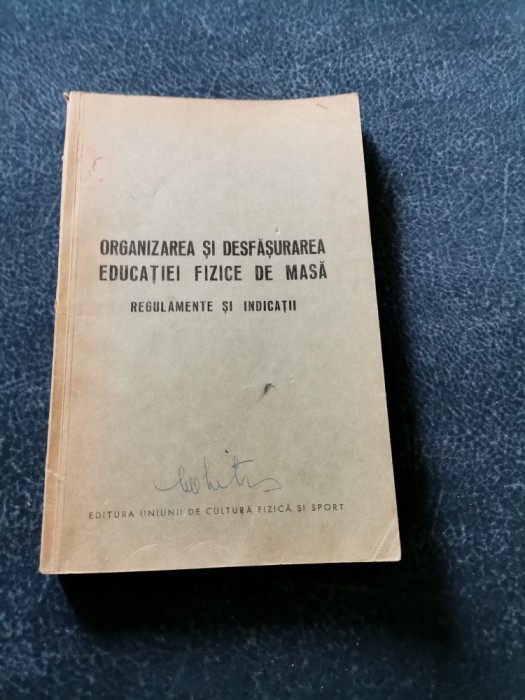 ORGANIZAREA ȘI DESFĂȘURAREA
EDUCAȚIEI FIZICE DE MASĂ
REGULAMENTE ȘI INDICAȚII
EDITURA UNIUNII DE CULTURĂ FIZICĂ ȘI SPORT